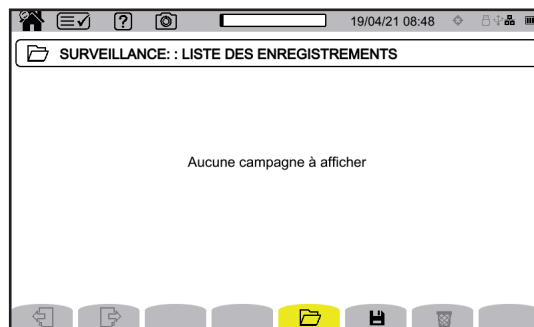 19/04/21 08:48
SURVEILLANCE: : LISTE DES ENREGISTREMENTS
Aucune campagne à afficher